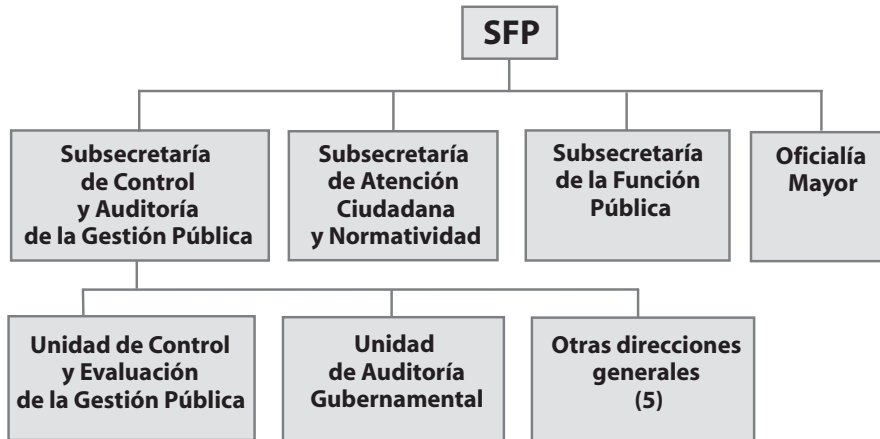 SFP
Subsecretaría
de Control
y Auditoría
de la Gestión Pública
Subsecretaría
de Atención
Ciudadana
y Normatividad
Subsecretaría
de la Función
Pública
Oficialía
Mayor
Unidad de Control
y Evaluación
de la Gestión Pública
Unidad
de Auditoría
Gubernamental
Otras direcciones
generales
(5)